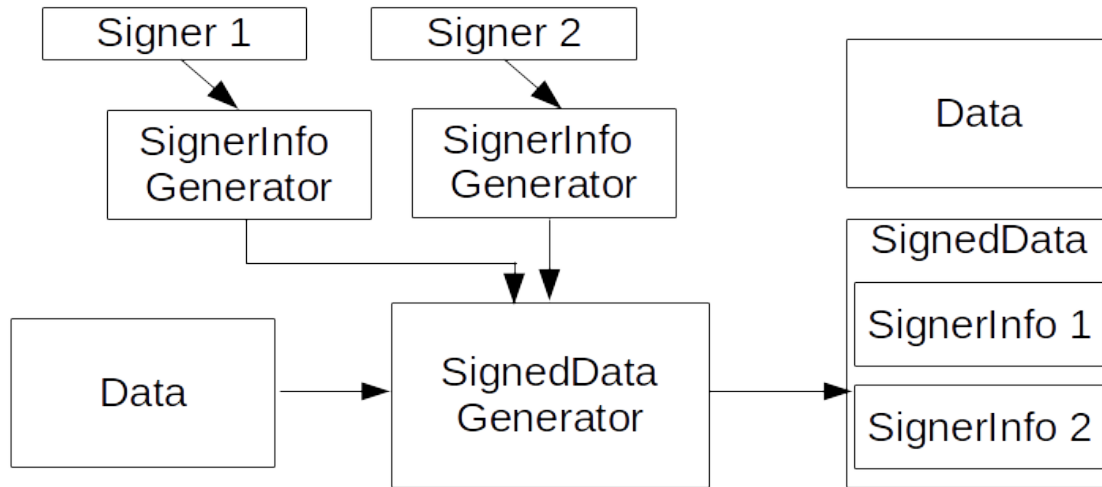 Signer 1
Signer 2
SignerInfo
Generator
SignerInfo
Generator
Data
SignedData
SignerInfo 1
SignerInfo 2
Data
SignedData
Generator